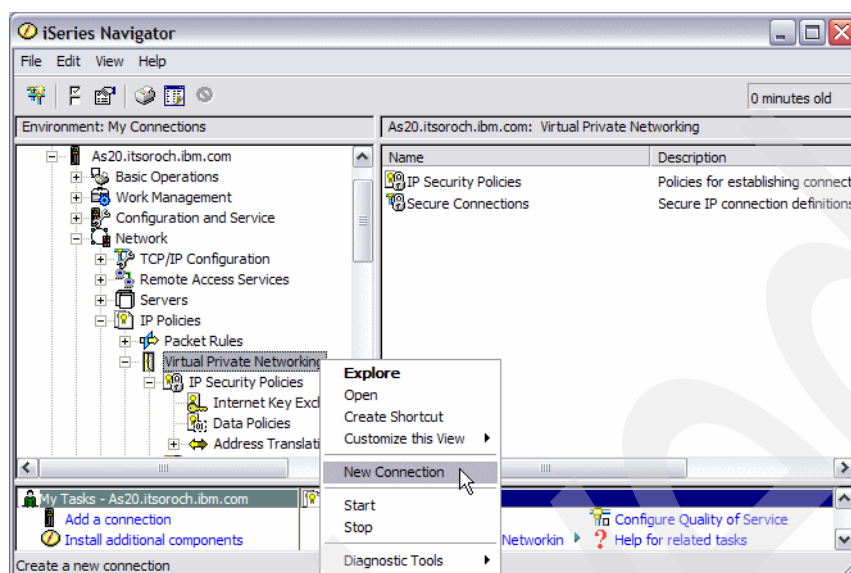 iSeries Navigator
File Edit View Help
0 minutes old
Environment: My Connections
As20.itsoroch.ibm.com: Virtual Private Networking
As20.itsoroch.ibm.com
Basic Operations
Work Management
Configuration and Service
Network
TCP/IP Configuration
Remote Access Services
Servers
IP Policies
Packet Rules
Virtual Private Networking
IP Security Policies
Internet Key Excl
Data Policies
Address Translati
Name Description
IP Security Policies Policies for establishing connect
Secure Connections Secure IP connection definitions
Explore
Open
Create Shortcut
Customize this View
New Connection
Start
Stop
Diagnostic Tools
My Tasks - As20.itsoroch.ibm.com
Add a connection
Install additional components
Networkin
Configure Quality of Service
Help for related tasks
Create a new connection